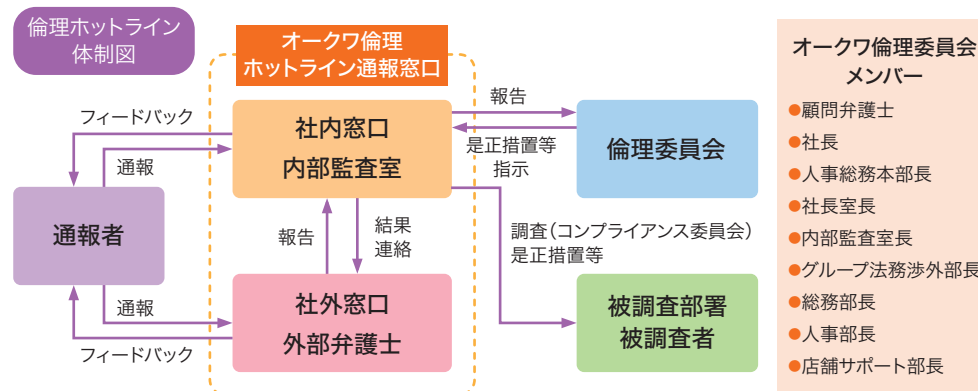 倫理ホットライン
体制図
オークワ倫理
ホットライン通報窓口
フィードバック
通報
通報者
通報
フィードバック
社内窓口
内部監査室
報告
結果
連絡
社外窓口
外部弁護士
報告
是正措置等
指示
倫理委員会
調査（コンプライアンス委員会）
是正措置等
被調査部署
被調査者
オークワ倫理委員会
メンバー
●顧問弁護士
●社長
●人事総務本部長
●社長室長
●内部監査室長
●グループ法務渉外部長
●総務部長
●人事部長
●店舗サポート部長